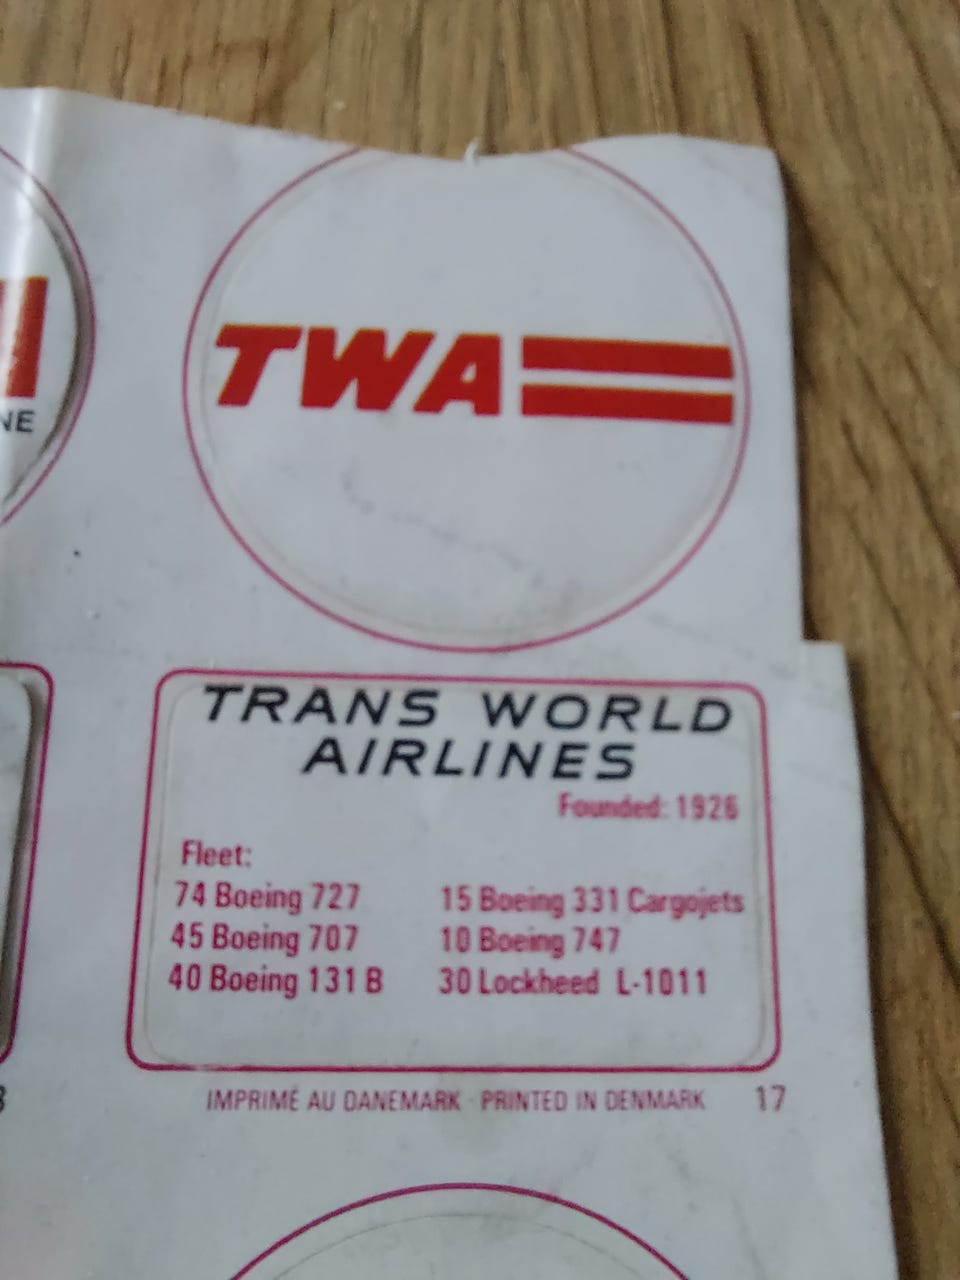 TWA
NE
TRANS WORLD
AIRLINES
Founded: 1926
Fleet:
74 Boeing 727 15 Boeing 331 Cargojets
45 Boeing 707 10 Boeing 747
40 Boeing 131 B 30 Lockheed L-1011
IMPRIMÉ AU DANEMARK · PRINTED IN DENMARK 17